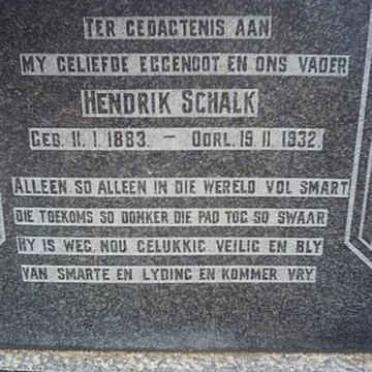 TER GEDAGTENIS AAN
MY GELIEFDE EGGENOOT EN ONS VADER
HENDRIK SCHALK
GEB. 11. 1. 1883. — OORL. 19. 11. 1932.
ALLEEN SO ALLEEN IN DIE WERELD VOL SMART
DIE TOEKOMS SO DONKER DIE PAD TOG SO SWAAR
HY IS WEG, NOU GELUKKIG VEILIG EN BLY
VAN SMARTE EN LYDING EN KOMMER VRY